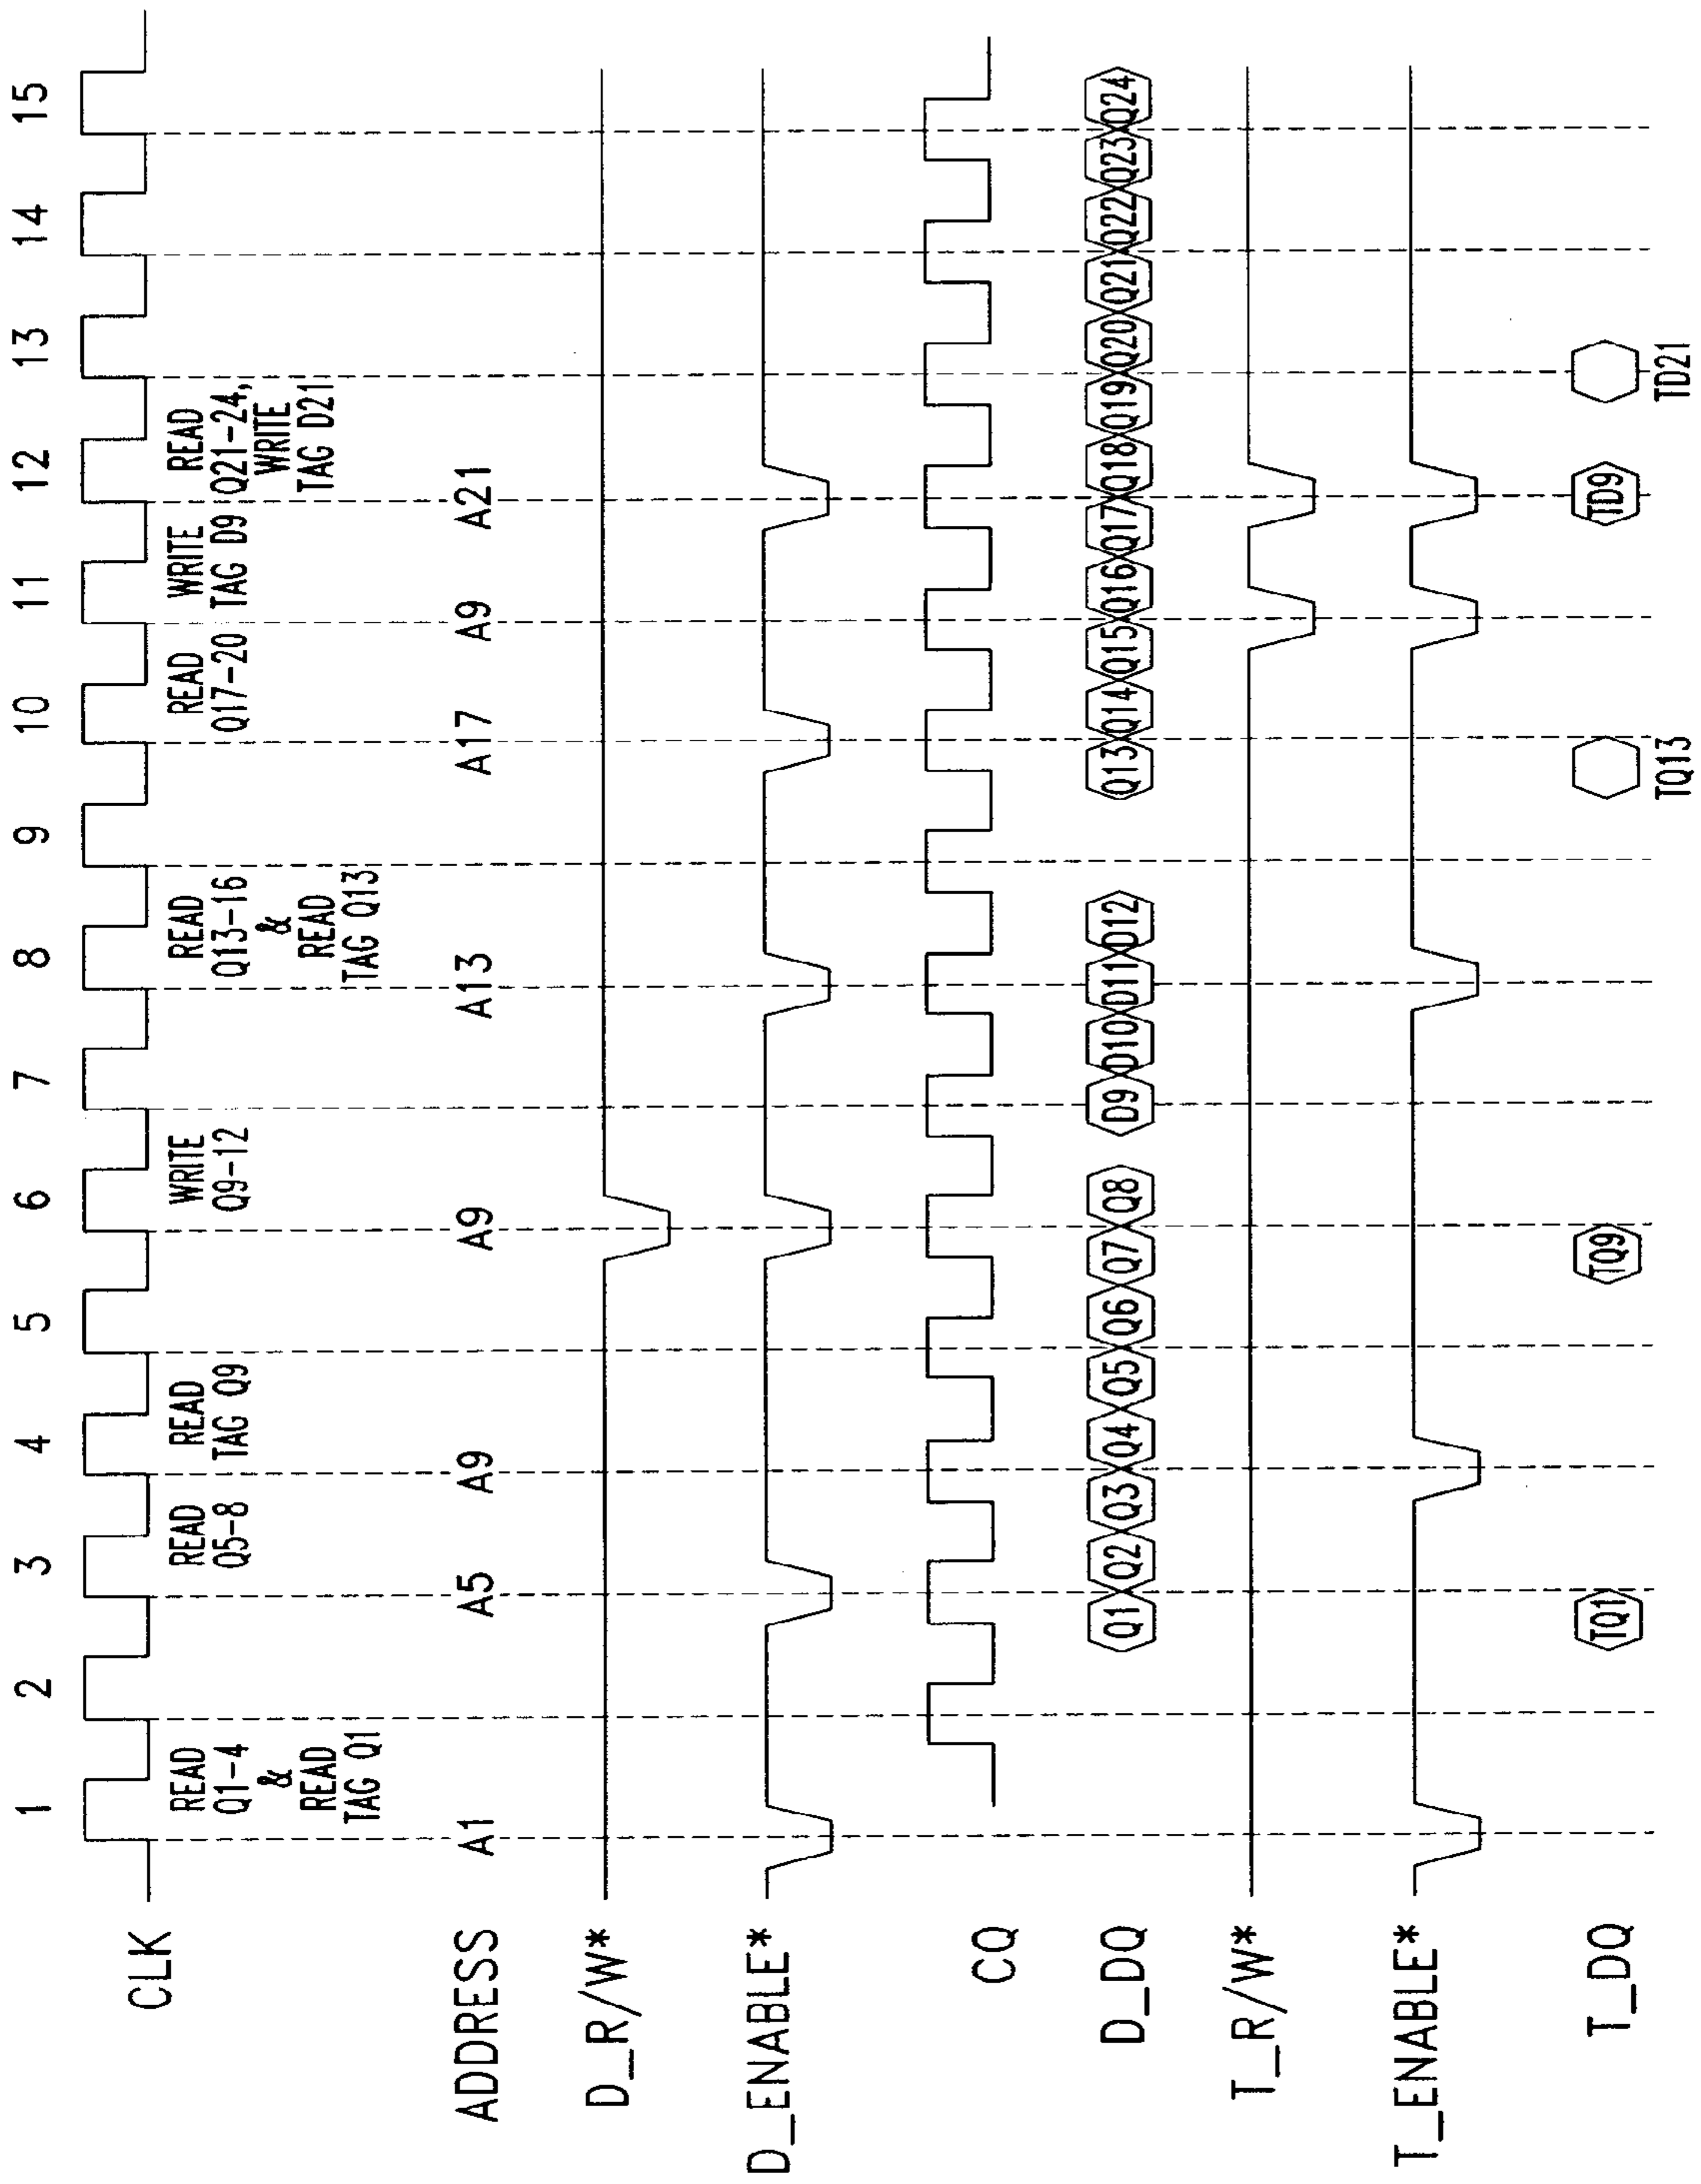 1 2 3 4 5 6 7 8 9 10 11 12 13 14 15
CLK
READ
Q1-4
&
READ
TAG Q1
READ
Q5-8
READ
TAG Q9
WRITE
Q9-12
READ
Q13-16
&
READ
TAG Q13
READ
Q17-20
WRITE
TAG D9
READ
Q21-24,
WRITE
TAG D21
ADDRESS A1 A5 A9 A9 A13 A17 A9 A21
D_R/W*
D_ENABLE*
CQ
D_DQ Q1 Q2 Q3 Q4 Q5 Q6 Q7 Q8 D9 D10 D11 D12 Q13 Q14 Q15 Q16 Q17 Q18 Q19 Q20 Q21 Q22 Q23 Q24
T_R/W*
T_ENABLE*
T_DQ TQ1 TQ9 TD9
TQ13 TD21